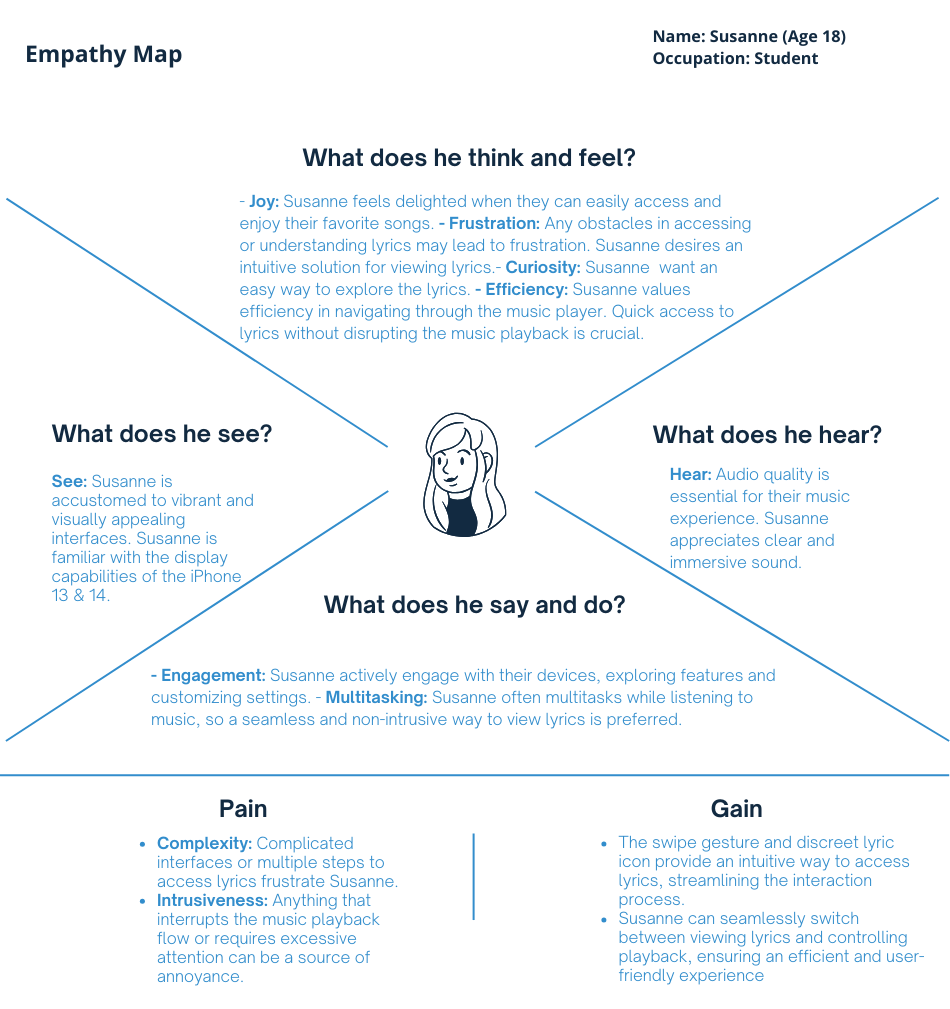 Empathy Map
Name: Susanne (Age 18)
Occupation: Student
What does he think and feel?
- Joy: Susanne feels delighted when they can easily access and
enjoy their favorite songs. - Frustration: Any obstacles in accessing
or understanding lyrics may lead to frustration. Susanne desires an
intuitive solution for viewing lyrics.- Curiosity: Susanne  want an
easy way to explore the lyrics. - Efficiency: Susanne values
efficiency in navigating through the music player. Quick access to
lyrics without disrupting the music playback is crucial.
What does he see?
See: Susanne is
accustomed to vibrant and
visually appealing
interfaces. Susanne is
familiar with the display
capabilities of the iPhone
13 & 14.
What does he hear?
Hear: Audio quality is
essential for their music
experience. Susanne
appreciates clear and
immersive sound.
What does he say and do?
- Engagement: Susanne actively engage with their devices, exploring features and
customizing settings. - Multitasking: Susanne often multitasks while listening to
music, so a seamless and non-intrusive way to view lyrics is preferred.
Pain
• Complexity: Complicated
interfaces or multiple steps to
access lyrics frustrate Susanne.
• Intrusiveness: Anything that
interrupts the music playback
flow or requires excessive
attention can be a source of
annoyance.
Gain
• The swipe gesture and discreet lyric
icon provide an intuitive way to access
lyrics, streamlining the interaction
process.
• Susanne can seamlessly switch
between viewing lyrics and controlling
playback, ensuring an efficient and user-
friendly experience